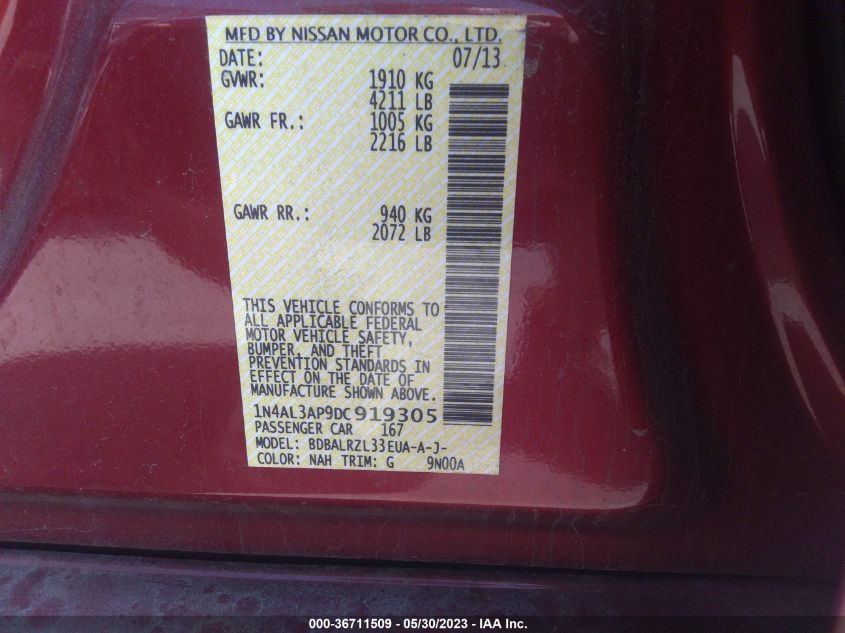 MFD BY NISSAN MOTOR CO., LTD.
DATE: 07/13
GVWR: 1910 KG
4211 LB
GAWR FR.: 1005 KG
2216 LB
GAWR RR.: 940 KG
2072 LB
THIS VEHICLE CONFORMS TO
ALL APPLICABLE FEDERAL
MOTOR VEHICLE SAFETY,
BUMPER, AND THEFT
PREVENTION STANDARDS IN
EFFECT ON THE DATE OF
MANUFACTURE SHOWN ABOVE.
1N4AL3AP9DC919305
PASSENGER CAR 167
MODEL: BDBALRZL33EUA-A-J-
COLOR: NAH TRIM: G 9N00A
000-36711509 - 05/30/2023 - IAA Inc.